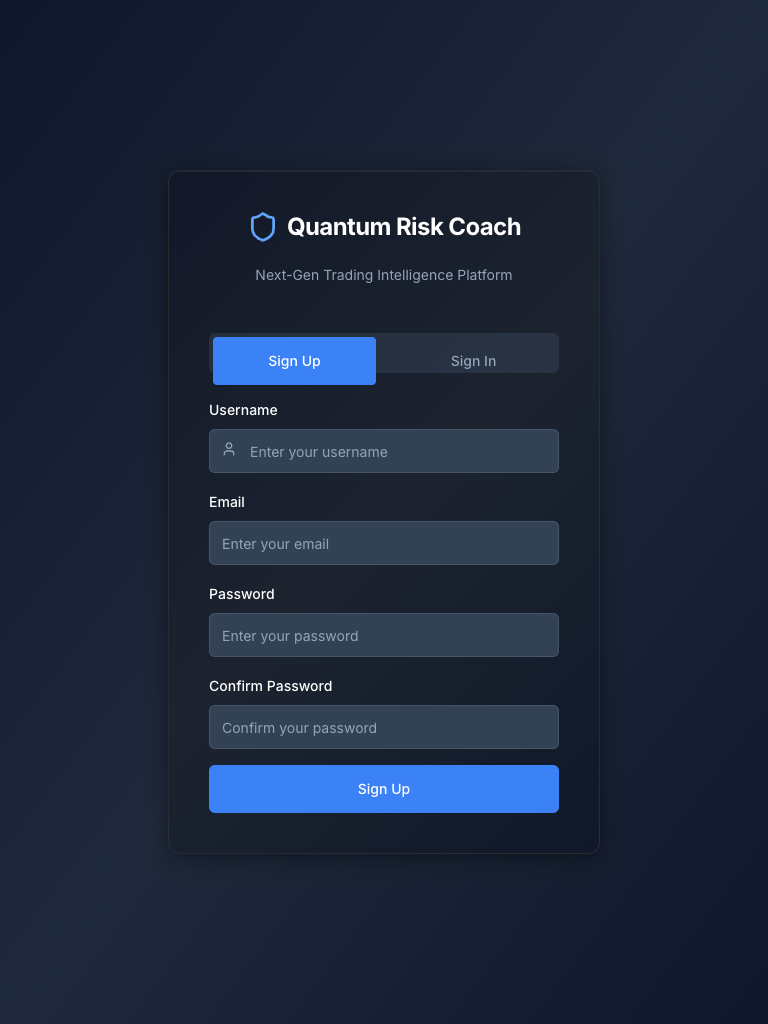 Quantum Risk Coach
Next-Gen Trading Intelligence Platform
Sign Up
Sign In
Username
Enter your username
Email
Enter your email
Password
Enter your password
Confirm Password
Confirm your password
Sign Up